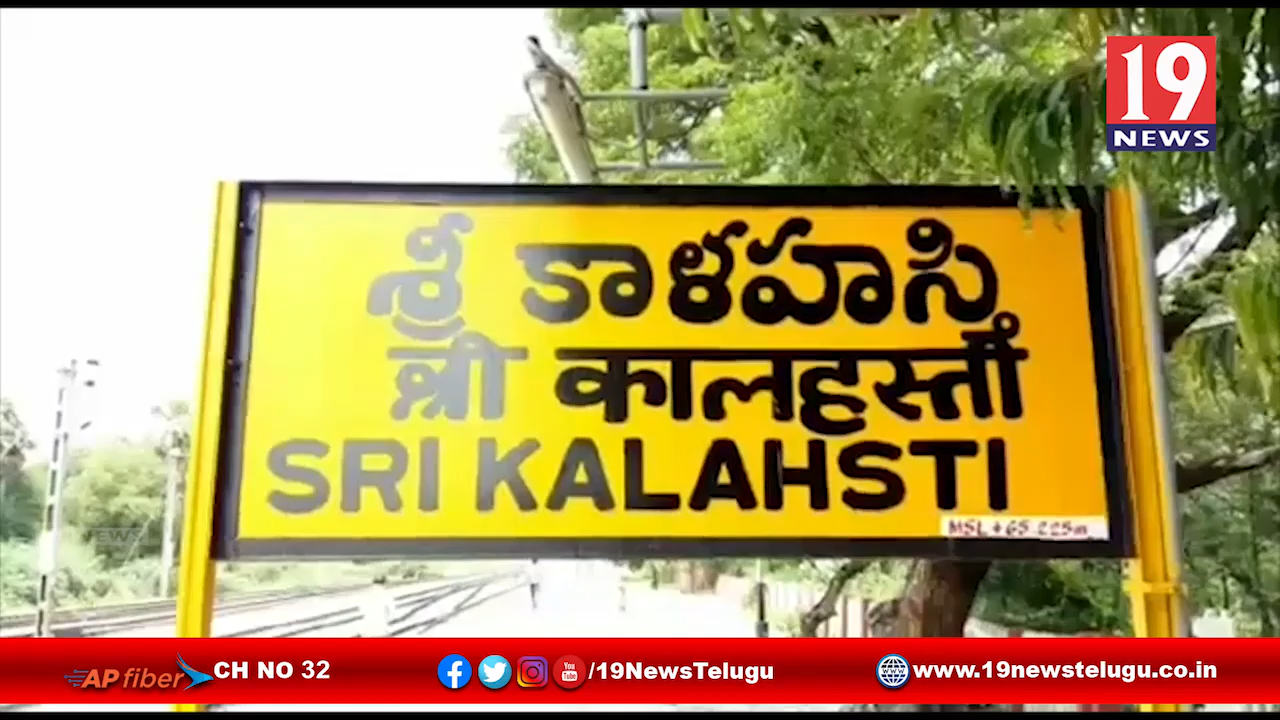 19
NEWS
శ్రీ కాళహస్తి
श्री कालहस्ती
SRI KALAHSTI
MSL + 65.225m
NEWS
AP fiber CH NO 32
/19NewsTelugu
www.19newstelugu.co.in